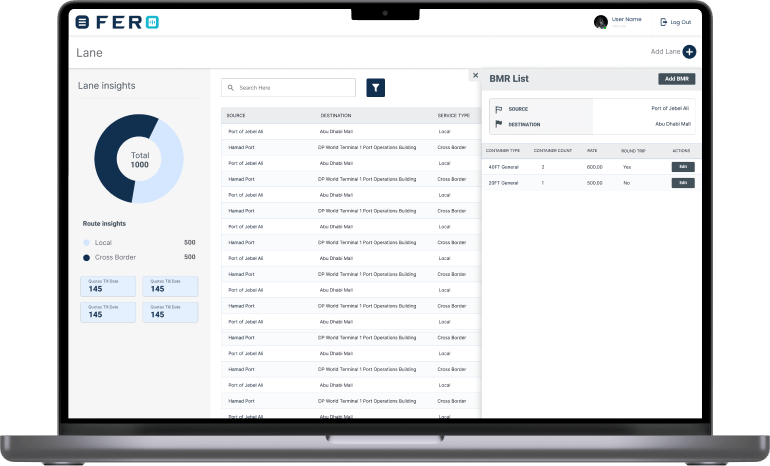 FERO
User Name
Log Out
Lane
Add Lane
Lane insights
Total
1000
Route insights
Local 500
Cross Border 500
Quotes Till Date
145
Quotes Till Date
145
Quotes Till Date
145
Quotes Till Date
145
Search Here
SOURCE DESTINATION SERVICE TYPE
Port of Jebel Ali Abu Dhabi Mall Local
Hamad Port DP World Terminal 1 Port Operations Building Cross Border
Port of Jebel Ali Abu Dhabi Mall Local
Hamad Port DP World Terminal 1 Port Operations Building Cross Border
Port of Jebel Ali Abu Dhabi Mall Local
Hamad Port DP World Terminal 1 Port Operations Building Cross Border
Port of Jebel Ali Abu Dhabi Mall Local
Hamad Port DP World Terminal 1 Port Operations Building Cross Border
Port of Jebel Ali Abu Dhabi Mall Local
Hamad Port DP World Terminal 1 Port Operations Building Cross Border
Port of Jebel Ali Abu Dhabi Mall Local
Hamad Port DP World Terminal 1 Port Operations Building Cross Border
Port of Jebel Ali Abu Dhabi Mall Local
Hamad Port DP World Terminal 1 Port Operations Building Cross Border
Port of Jebel Ali Abu Dhabi Mall Local
Hamad Port DP World Terminal 1 Port Operations Building Cross Border
Port of Jebel Ali Abu Dhabi Mall Local
Hamad Port DP World Terminal 1 Port Operations Building Cross Border
Port of Jebel Ali Abu Dhabi Mall Local
BMR List
Add BMR
SOURCE Port of Jebel Ali
DESTINATION Abu Dhabi Mall
CONTAINER TYPE CONTAINER COUNT RATE ROUND TRIP ACTIONS
40FT General 2 600.00 Yes Edit
20FT General 1 500.00 No Edit